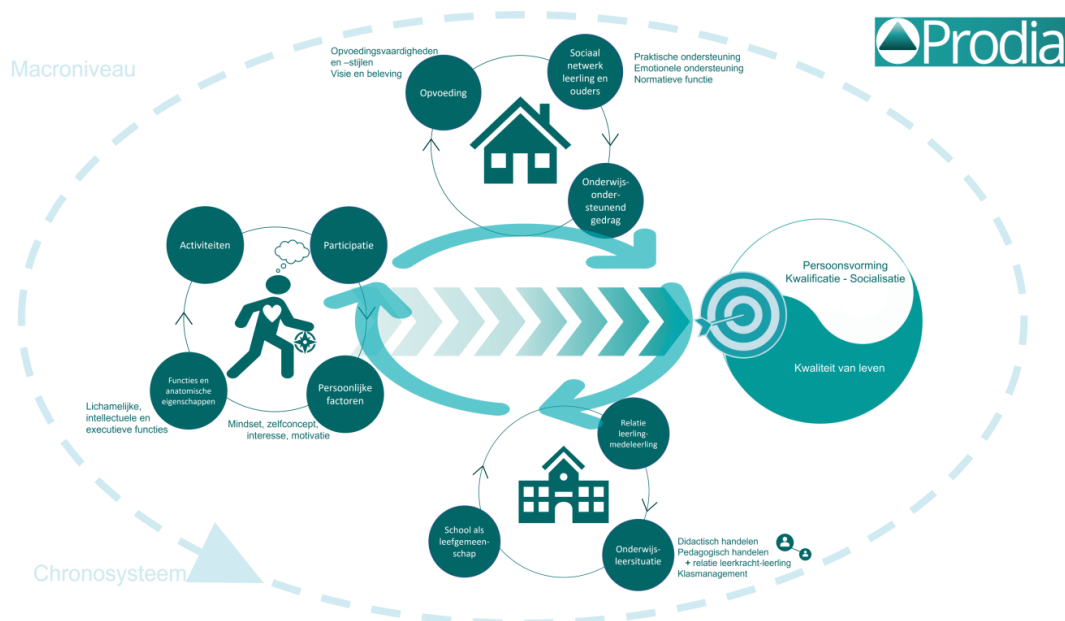 Prodia
Macroniveau
Opvoedingsvaardigheden
en –stijlen
Visie en beleving
Opvoeding
Sociaal
netwerk
leerling en
ouders
Praktische ondersteuning
Emotionele ondersteuning
Normatieve functie
Onderwijs-
onder-
steunend
gedrag
Activiteiten
Participatie
Functies en
anatomische
eigenschappen
Persoonlijke
factoren
Lichamelijke,
intellectuele en
executieve functies
Mindset, zelfconcept,
interesse, motivatie
Persoonsvorming
Kwalificatie - Socialisatie
Kwaliteit van leven
Relatie
leerling-
medeleerling
School als
leefgemeen-
schap
Onderwijs-
leersituatie
Didactisch handelen
Pedagogisch handelen
+ relatie leerkracht-leerling
Klasmanagement
Chronosysteem